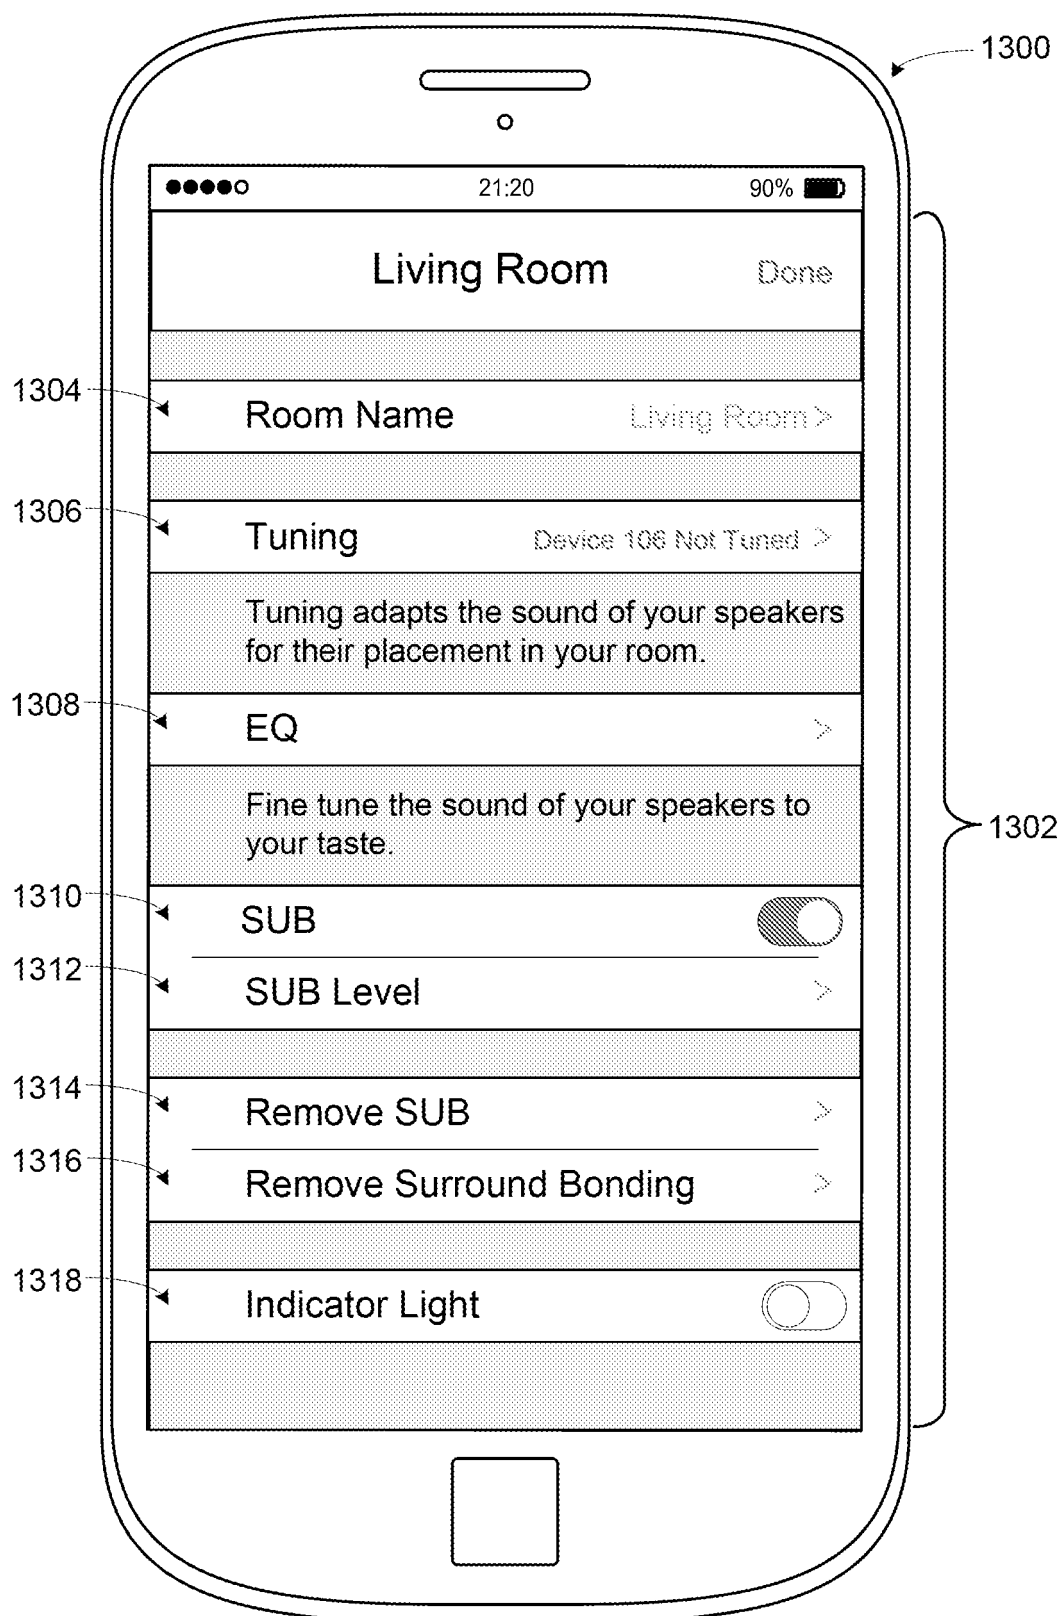 1300
21:20 90%
Living Room Done
1304
Room Name Living Room >
1306
Tuning Device 106 Not Tuned >
Tuning adapts the sound of your speakers
for their placement in your room.
1308
EQ >
Fine tune the sound of your speakers to
your taste.
1302
1310
SUB
1312
SUB Level >
1314
Remove SUB >
1316
Remove Surround Bonding >
1318
Indicator Light